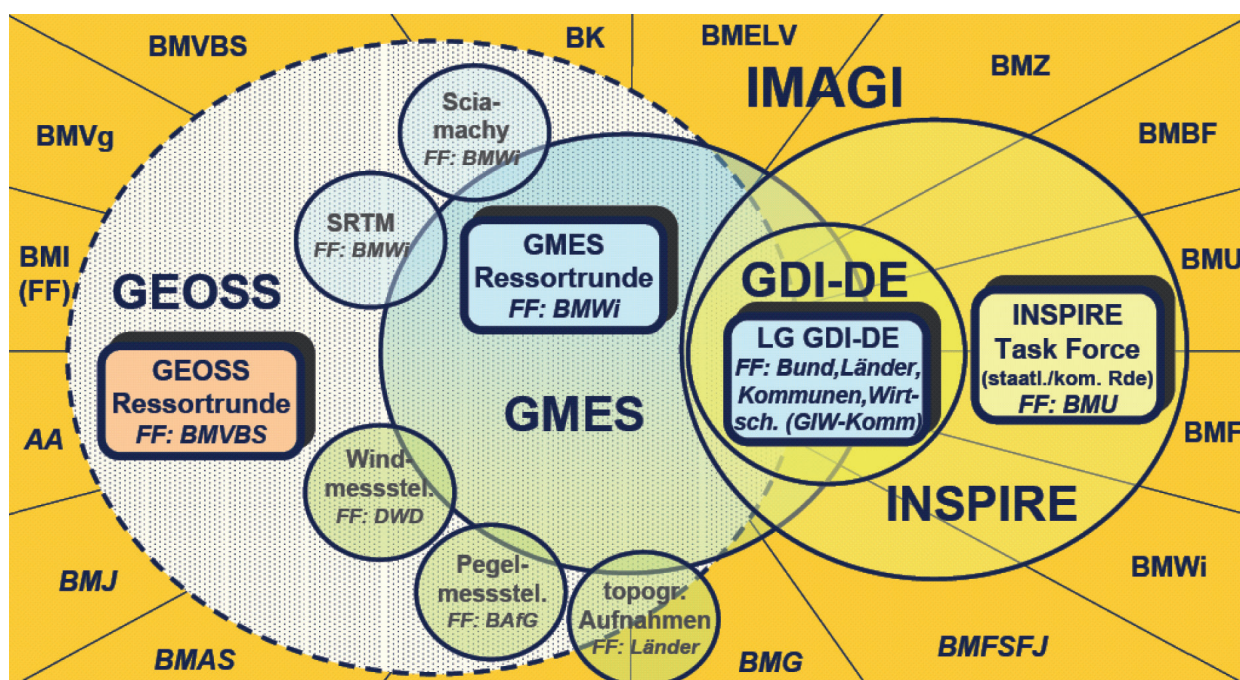 BMVBS
BK
BMELV
BMZ
IMAGI
BMVg
BMBF
Scia-
machy
FF: BMWi
SRTM
FF: BMWi
BMI
(FF)
GEOSS
GMES
Ressortrunde
FF: BMWi
GDI-DE
BMU
GEOSS
Ressortrunde
FF: BMVBS
LG GDI-DE
FF: Bund,Länder,
Kommunen,Wirt-
sch. (GIW-Komm)
INSPIRE
Task Force
(staatl./kom. Rde)
FF: BMU
GMES
AA
BMF
Wind-
messstel.
FF: DWD
INSPIRE
Pegel-
messstel.
FF: BAfG
topogr.
Aufnahmen
FF: Länder
BMJ
BMWi
BMAS
BMG
BMFSFJ